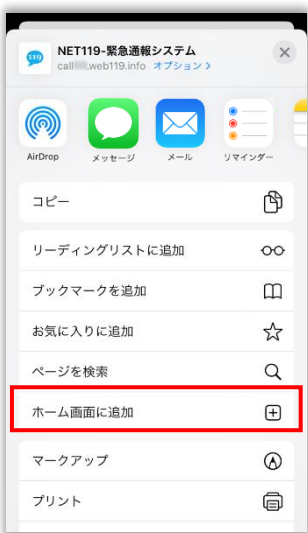 119
NET119-緊急通報システム
call .web119.info オプション >
AirDrop メッセージ メール リマインダー
コピー
リーディングリストに追加
ブックマークを追加
お気に入りに追加
ページを検索
ホーム画面に追加
マークアップ
プリント